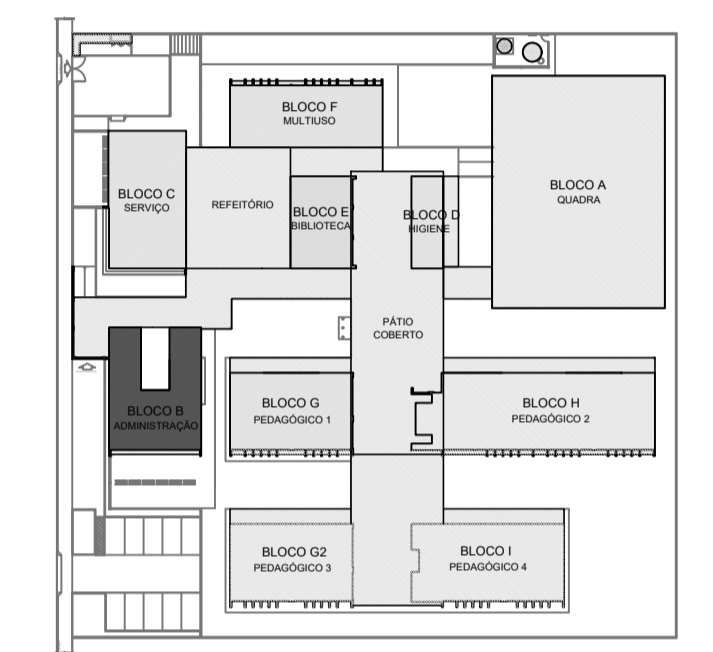 BLOCO F
MULTIUSO
BLOCO A
QUADRA
BLOCO C
SERVIÇO
REFEITÓRIO
BLOCO E
BIBLIOTECA
BLOCO D
HIGIENE
PÁTIO
COBERTO
BLOCO B
ADMINISTRAÇÃO
BLOCO G
PEDAGÓGICO 1
BLOCO H
PEDAGÓGICO 2
BLOCO G2
PEDAGÓGICO 3
BLOCO I
PEDAGÓGICO 4